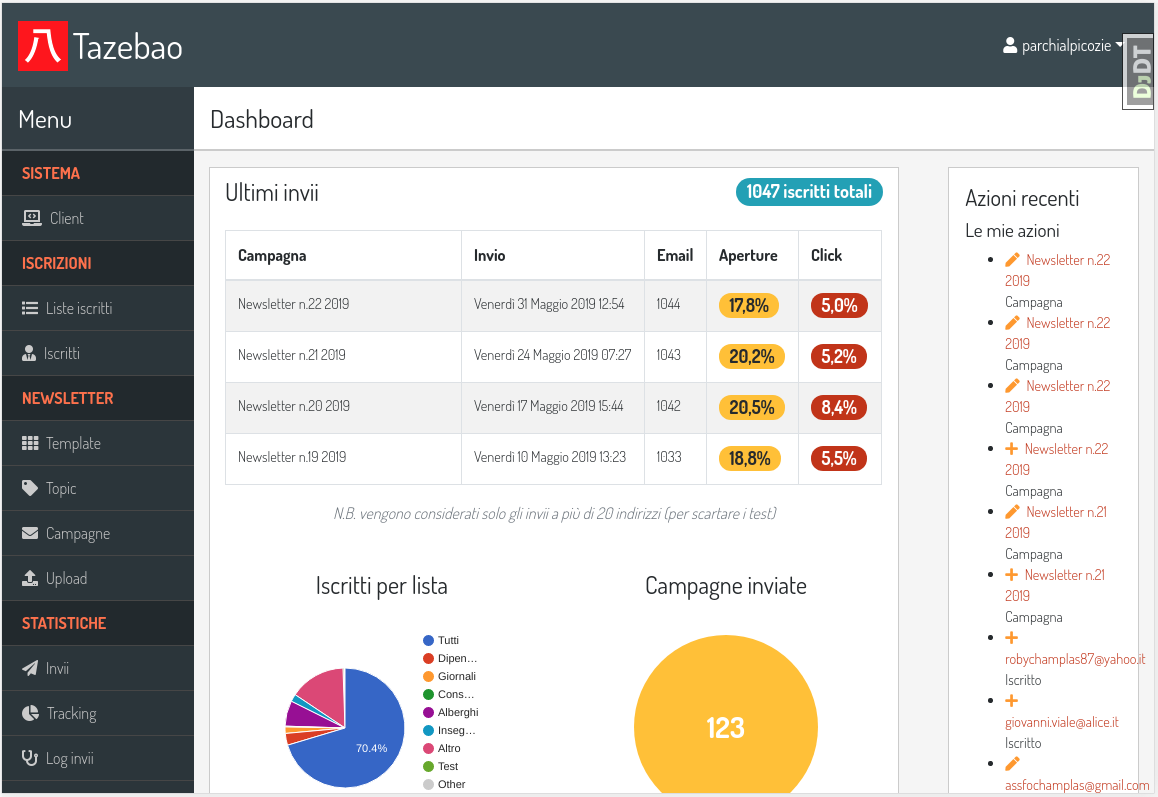 八 Tazebao
parchialpicozie
DjDT
Menu
Dashboard
SISTEMA
Client
ISCRIZIONI
Liste iscritti
Iscritti
NEWSLETTER
Template
Topic
Campagne
Upload
STATISTICHE
Invii
Tracking
Log invii
Ultimi invii
1047 iscritti totali
Campagna Invio Email Aperture Click
Newsletter n.22 2019 Venerdì 31 Maggio 2019 12:54 1044 17,8% 5,0%
Newsletter n.21 2019 Venerdì 24 Maggio 2019 07:27 1043 20,2% 5,2%
Newsletter n.20 2019 Venerdì 17 Maggio 2019 15:44 1042 20,5% 8,4%
Newsletter n.19 2019 Venerdì 10 Maggio 2019 13:23 1033 18,8% 5,5%
N.B. vengono considerati solo gli invii a più di 20 indirizzi (per scartare i test)
Iscritti per lista
70.4%
Tutti
Dipen…
Giornali
Cons…
Alberghi
Inseg…
Altro
Test
Other
Campagne inviate
123
Azioni recenti
Le mie azioni
Newsletter n.22
2019
Campagna
Newsletter n.22
2019
Campagna
Newsletter n.22
2019
Campagna
Newsletter n.22
2019
Campagna
Newsletter n.21
2019
Campagna
Newsletter n.21
2019
Campagna
robychamplas87@yahoo.it
Iscritto
giovanni.viale@alice.it
Iscritto
assfochamplas@gmail.com